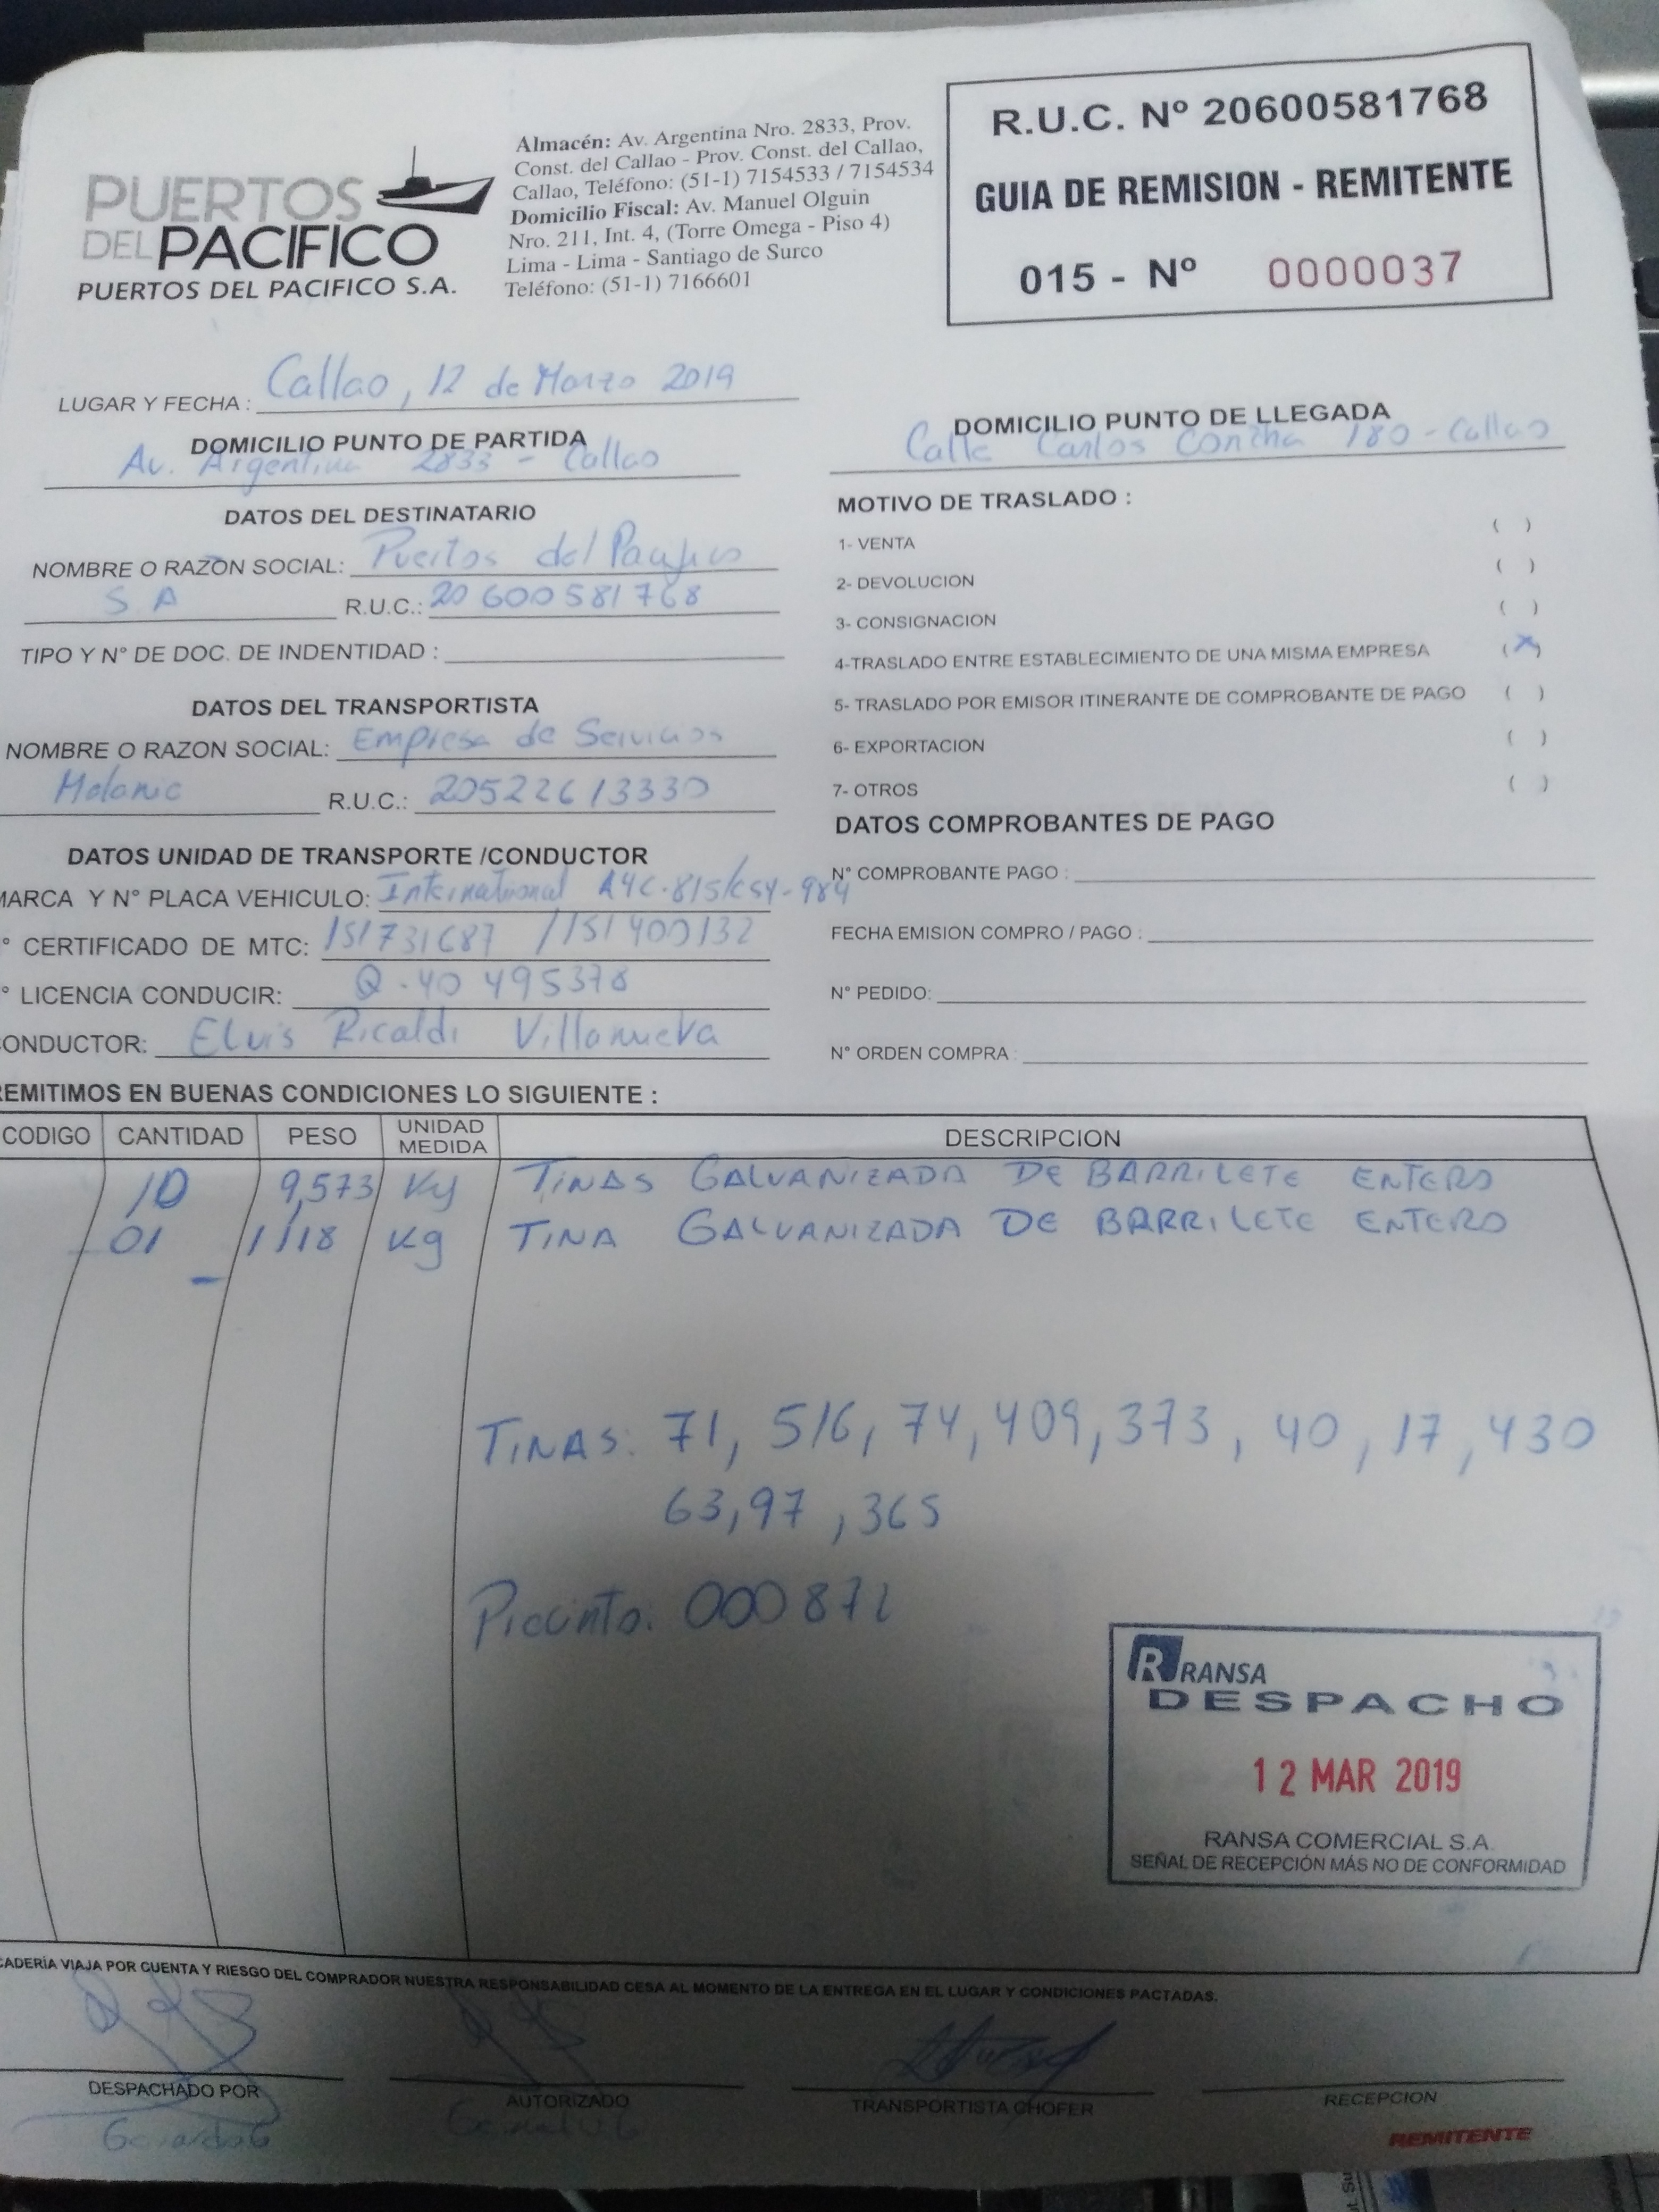 PUERTOS
DEL PACIFICO
PUERTOS DEL PACIFICO S.A.
Almacén: Av. Argentina Nro. 2833, Prov.
Const. del Callao - Prov. Const. del Callao,
Callao, Teléfono: (51-1) 7154533 / 7154534
Domicilio Fiscal: Av. Manuel Olguin
Nro. 211, Int. 4, (Torre Omega - Piso 4)
Lima - Lima - Santiago de Surco
Teléfono: (51-1) 7166601
R.U.C. Nº 20600581768
GUIA DE REMISION - REMITENTE
015 - Nº 0000037
LUGAR Y FECHA : Callao, 12 de Marzo 2019
DOMICILIO PUNTO DE PARTIDA
Av. Argentina 2833 - Callao
DOMICILIO PUNTO DE LLEGADA
Calle Carlos Concha 180 - Callao
DATOS DEL DESTINATARIO
NOMBRE O RAZON SOCIAL: Puertos del Pacifico
S A R.U.C.: 20600581768
TIPO Y N° DE DOC. DE INDENTIDAD :
DATOS DEL TRANSPORTISTA
NOMBRE O RAZON SOCIAL: Empresa de Servicios
Melanic R.U.C.: 20522613330
DATOS UNIDAD DE TRANSPORTE /CONDUCTOR
MARCA Y N° PLACA VEHICULO: International A4C-815/CSY-984
° CERTIFICADO DE MTC: 151731687 / 151400132
° LICENCIA CONDUCIR: Q-40495378
CONDUCTOR: Elvis Ricaldi Villanueva
MOTIVO DE TRASLADO :
1- VENTA ( )
2- DEVOLUCION ( )
3- CONSIGNACION ( )
4-TRASLADO ENTRE ESTABLECIMIENTO DE UNA MISMA EMPRESA (X)
5- TRASLADO POR EMISOR ITINERANTE DE COMPROBANTE DE PAGO ( )
6- EXPORTACION ( )
7- OTROS ( )
DATOS COMPROBANTES DE PAGO
N° COMPROBANTE PAGO :
FECHA EMISION COMPRO / PAGO :
N° PEDIDO:
N° ORDEN COMPRA :
REMITIMOS EN BUENAS CONDICIONES LO SIGUIENTE :
CODIGO CANTIDAD PESO UNIDAD MEDIDA DESCRIPCION
10 9,573 Kg TINAS GALVANIZADA DE BARRILETE ENTERO
01 1,118 Kg TINA GALVANIZADA DE BARRILETE ENTERO
TINAS: 71, 516, 74, 409, 373, 40, 17, 430
63, 97, 365
000872
RANSA
DESPACHO
12 MAR 2019
RANSA COMERCIAL S.A.
SEÑAL DE RECEPCIÓN MÁS NO DE CONFORMIDAD
CADERÍA VIAJA POR CUENTA Y RIESGO DEL COMPRADOR NUESTRA RESPONSABILIDAD CESA AL MOMENTO DE LA ENTREGA EN EL LUGAR Y CONDICIONES PACTADAS.
DESPACHADO POR
AUTORIZADO
TRANSPORTISTA CHOFER
RECEPCION
REMITENTE